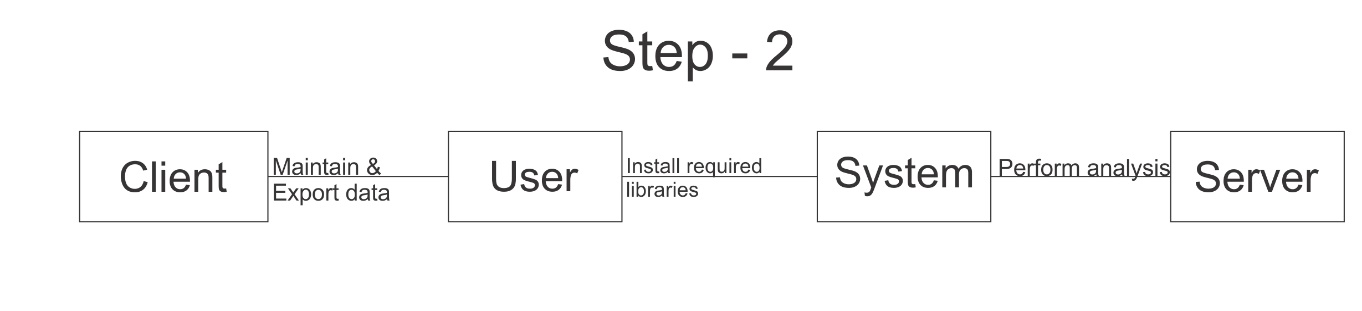 Step - 2
Client
Maintain &
Export data
User
Install required
libraries
System
Perform analysis
Server